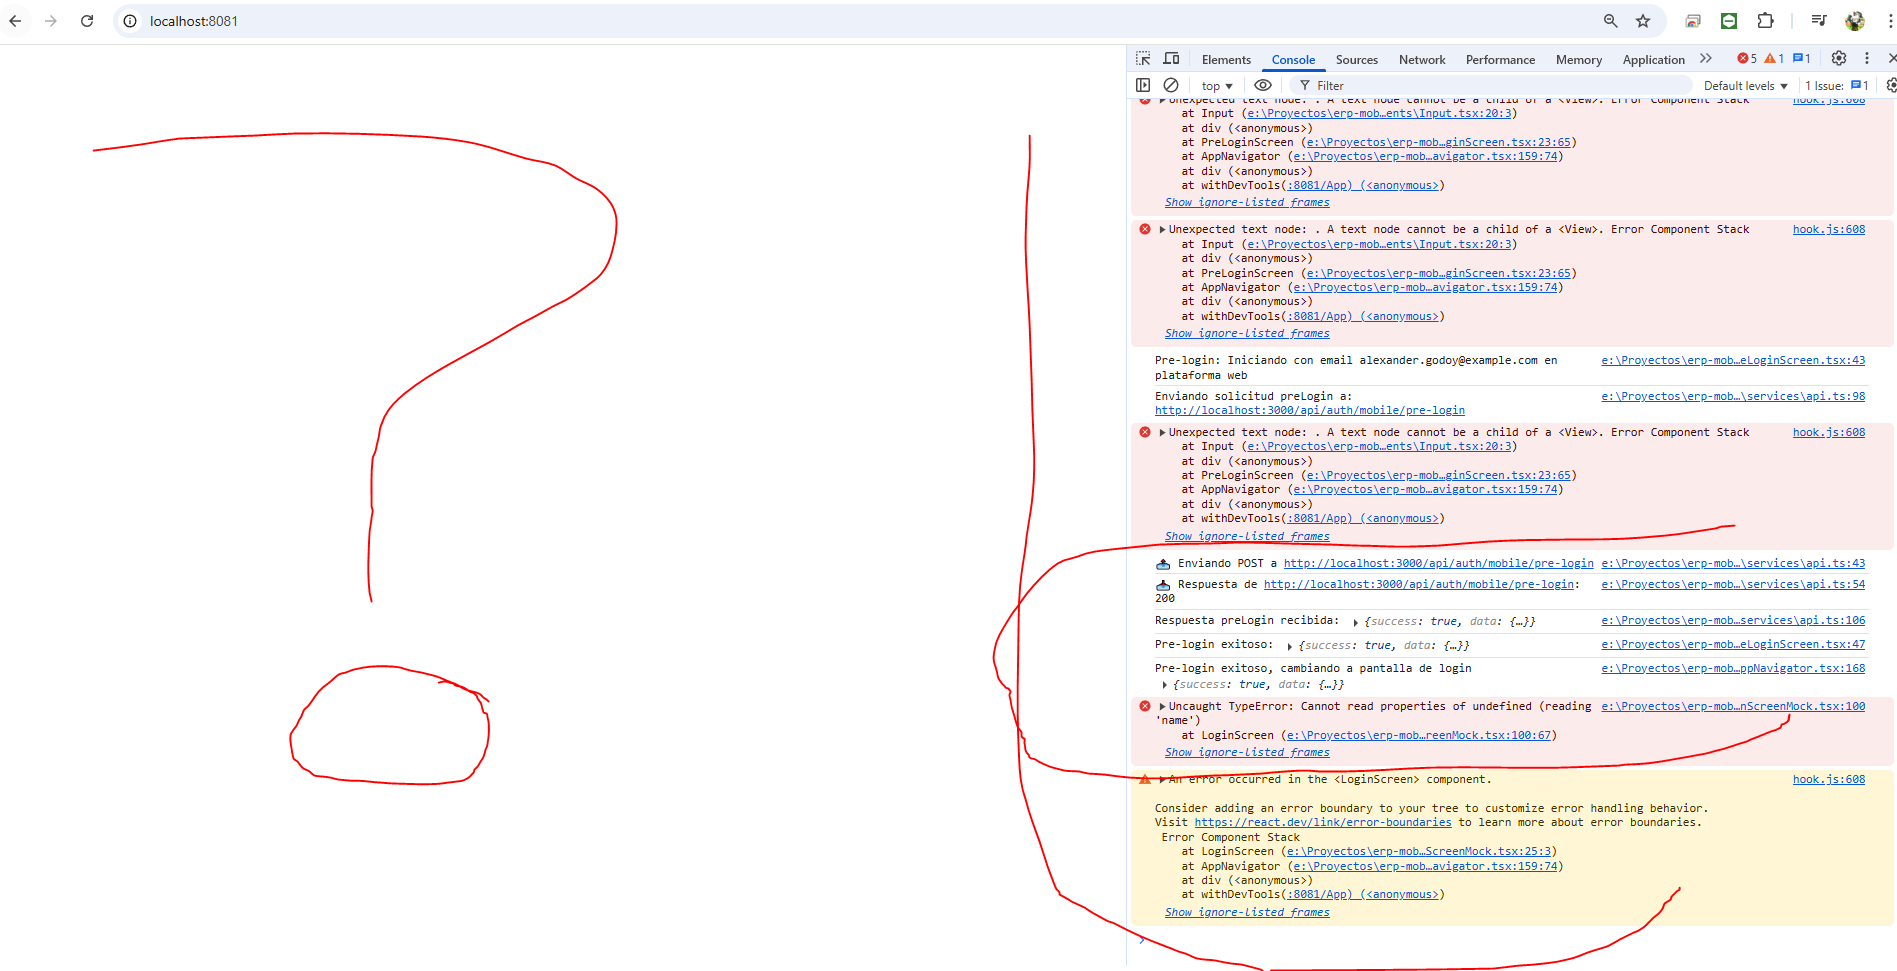 localhost:8081
Elements Console Sources Network Performance Memory Application 5 1 1
top Filter Default levels 1 Issue: 1
Unexpected text node: . A text node cannot be a child of a <View>. Error Component Stack hook.js:608
at Input (e:\Proyectos\erp-mob…ents\Input.tsx:20:3)
at div (<anonymous>)
at PreLoginScreen (e:\Proyectos\erp-mob…ginScreen.tsx:23:65)
at AppNavigator (e:\Proyectos\erp-mob…avigator.tsx:159:74)
at div (<anonymous>)
at withDevTools(:8081/App) (<anonymous>)
Show ignore-listed frames
Unexpected text node: . A text node cannot be a child of a <View>. Error Component Stack hook.js:608
at Input (e:\Proyectos\erp-mob…ents\Input.tsx:20:3)
at div (<anonymous>)
at PreLoginScreen (e:\Proyectos\erp-mob…ginScreen.tsx:23:65)
at AppNavigator (e:\Proyectos\erp-mob…avigator.tsx:159:74)
at div (<anonymous>)
at withDevTools(:8081/App) (<anonymous>)
Show ignore-listed frames
Pre-login: Iniciando con email alexander.godoy@example.com en e:\Proyectos\erp-mob…eLoginScreen.tsx:43
plataforma web
Enviando solicitud preLogin a: e:\Proyectos\erp-mob…\services\api.ts:98
http://localhost:3000/api/auth/mobile/pre-login
Unexpected text node: . A text node cannot be a child of a <View>. Error Component Stack hook.js:608
at Input (e:\Proyectos\erp-mob…ents\Input.tsx:20:3)
at div (<anonymous>)
at PreLoginScreen (e:\Proyectos\erp-mob…ginScreen.tsx:23:65)
at AppNavigator (e:\Proyectos\erp-mob…avigator.tsx:159:74)
at div (<anonymous>)
at withDevTools(:8081/App) (<anonymous>)
Show ignore-listed frames
Enviando POST a http://localhost:3000/api/auth/mobile/pre-login e:\Proyectos\erp-mob…\services\api.ts:43
Respuesta de http://localhost:3000/api/auth/mobile/pre-login: e:\Proyectos\erp-mob…\services\api.ts:54
200
Respuesta preLogin recibida: {success: true, data: {…}} e:\Proyectos\erp-mob…services\api.ts:106
Pre-login exitoso: {success: true, data: {…}} e:\Proyectos\erp-mob…eLoginScreen.tsx:47
Pre-login exitoso, cambiando a pantalla de login e:\Proyectos\erp-mob…ppNavigator.tsx:168
{success: true, data: {…}}
Uncaught TypeError: Cannot read properties of undefined (reading e:\Proyectos\erp-mob…nScreenMock.tsx:100
'name')
at LoginScreen (e:\Proyectos\erp-mob…reenMock.tsx:100:67)
Show ignore-listed frames
An error occurred in the <LoginScreen> component. hook.js:608
Consider adding an error boundary to your tree to customize error handling behavior.
Visit https://react.dev/link/error-boundaries to learn more about error boundaries.
Error Component Stack
at LoginScreen (e:\Proyectos\erp-mob…ScreenMock.tsx:25:3)
at AppNavigator (e:\Proyectos\erp-mob…avigator.tsx:159:74)
at div (<anonymous>)
at withDevTools(:8081/App) (<anonymous>)
Show ignore-listed frames
?